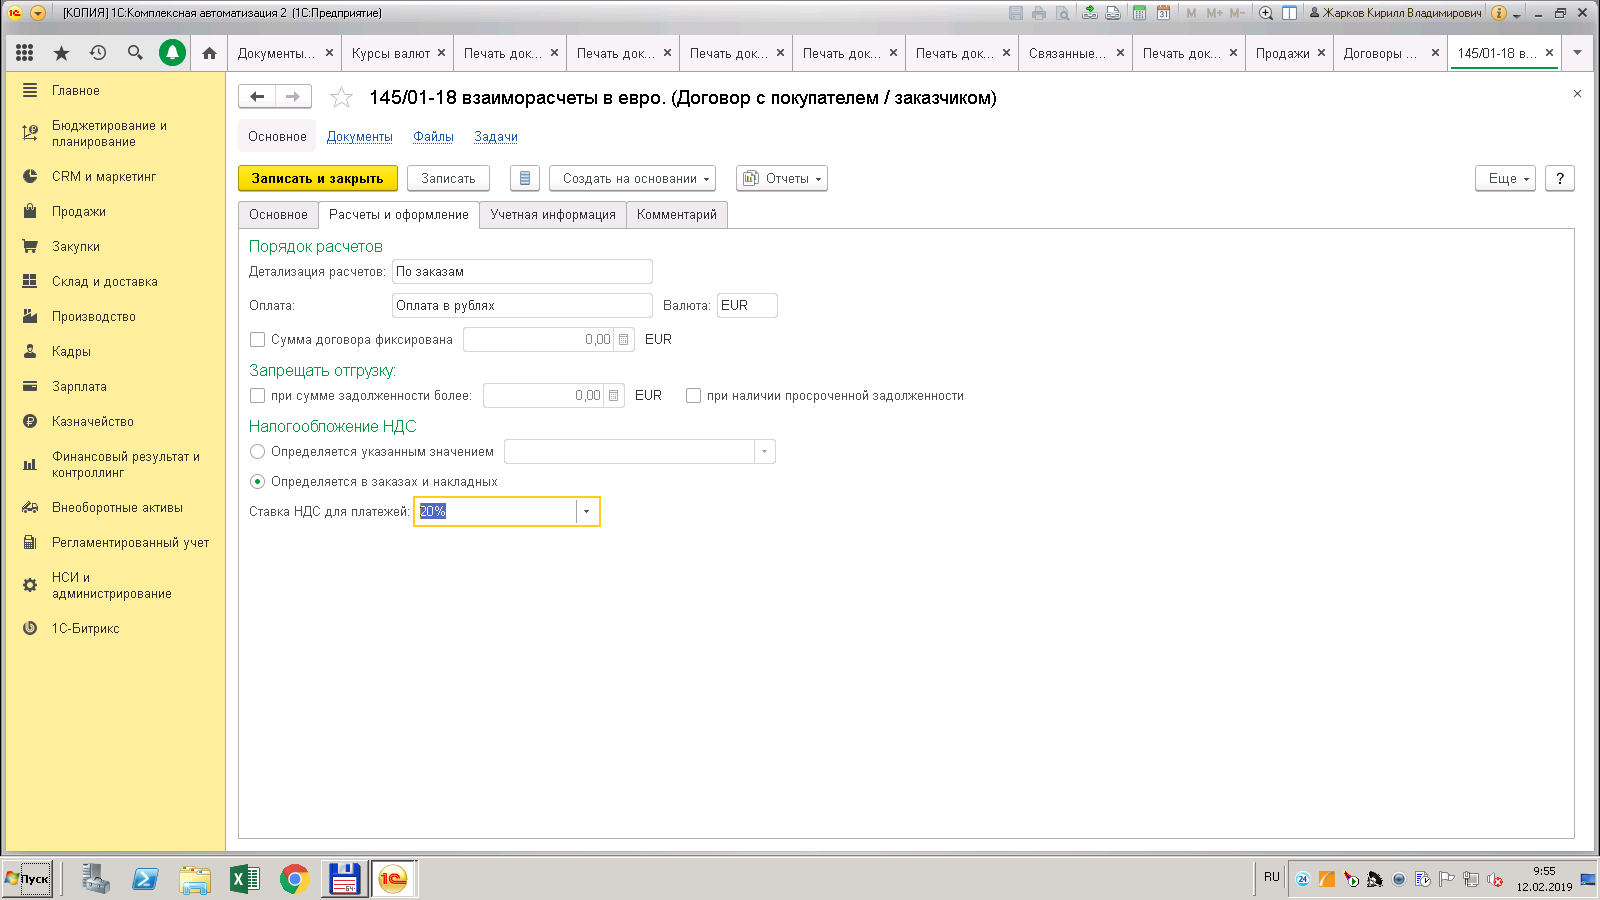 [КОПИЯ] 1С:Комплексная автоматизация 2 (1С:Предприятие)
M M+ M- Жарков Кирилл Владимирович
Документы... Курсы валют Печать док... Печать док... Печать док... Печать док... Печать док... Связанные... Печать док... Продажи Договоры ... 145/01-18 в...
Главное
Бюджетирование и
планирование
CRM и маркетинг
Продажи
Закупки
Склад и доставка
Производство
Кадры
Зарплата
Казначейство
Финансовый результат и
контроллинг
Внеоборотные активы
Регламентированный учет
НСИ и
администрирование
1С-Битрикс
145/01-18 взаиморасчеты в евро. (Договор с покупателем / заказчиком)
Основное Документы Файлы Задачи
Записать и закрыть Записать Создать на основании Отчеты Еще ?
Основное Расчеты и оформление Учетная информация Комментарий
Порядок расчетов
Детализация расчетов: По заказам
Оплата: Оплата в рублях Валюта: EUR
Сумма договора фиксирована 0,00 EUR
Запрещать отгрузку:
при сумме задолженности более: 0,00 EUR при наличии просроченной задолженности
Налогообложение НДС
Определяется указанным значением
Определяется в заказах и накладных
Ставка НДС для платежей: 20%
Пуск
RU
24
9:55
12.02.2019